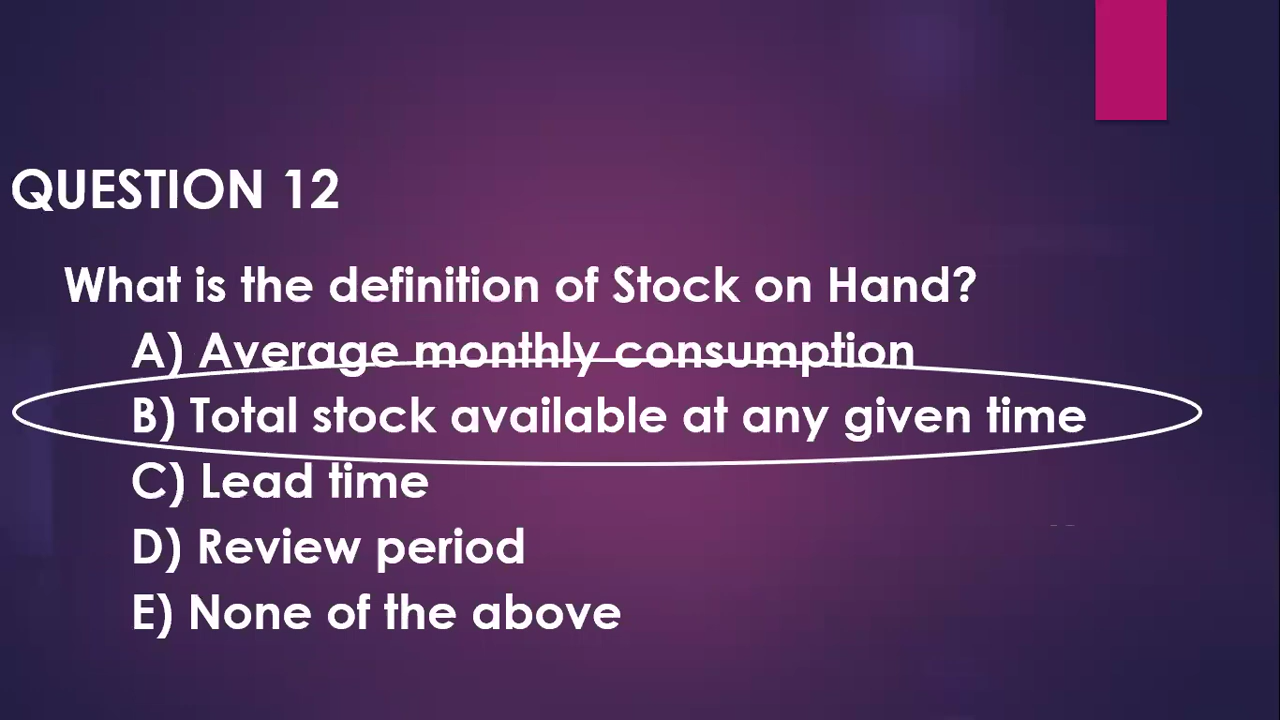 QUESTION 12
What is the definition of Stock on Hand?
A) Average monthly consumption
B) Total stock available at any given time
C) Lead time
D) Review period
E) None of the above